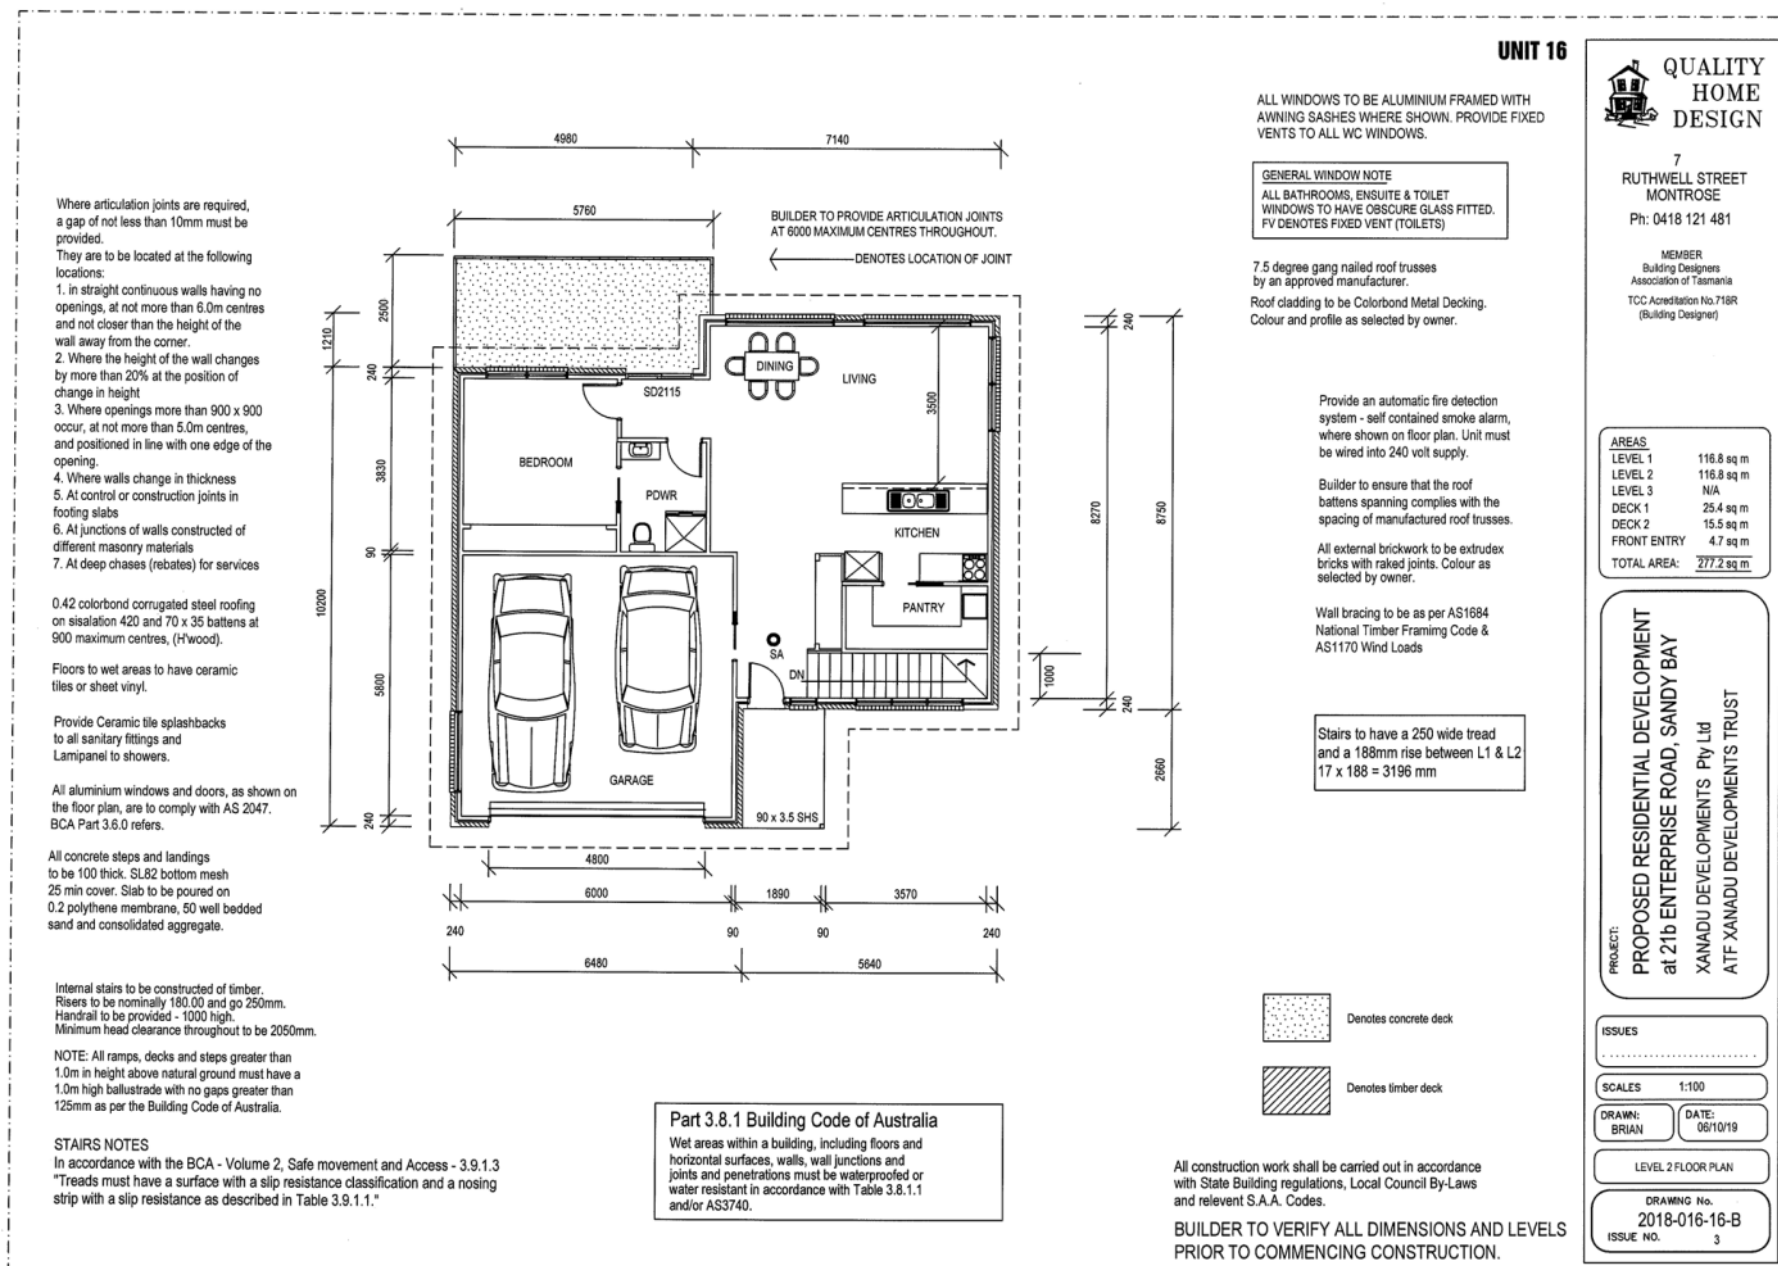 UNIT 16
QUALITY
HOME
DESIGN
7
RUTHWELL STREET
MONTROSE
Ph: 0418 121 481
MEMBER
Building Designers
Association of Tasmania
TCC Acreditation No.718R
(Building Designer)
AREAS
LEVEL 1 116.8 sq m
LEVEL 2 116.8 sq m
LEVEL 3 N/A
DECK 1 25.4 sq m
DECK 2 15.5 sq m
FRONT ENTRY 4.7 sq m
TOTAL AREA: 277.2 sq m
PROJECT:
PROPOSED RESIDENTIAL DEVELOPMENT
at 21b ENTERPRISE ROAD, SANDY BAY
XANADU DEVELOPMENTS Pty Ltd
ATF XANADU DEVELOPMENTS TRUST
ISSUES
SCALES 1:100
DRAWN:
BRIAN
DATE:
06/10/19
LEVEL 2 FLOOR PLAN
DRAWING No.
2018-016-16-B
ISSUE NO. 3
ALL WINDOWS TO BE ALUMINIUM FRAMED WITH
AWNING SASHES WHERE SHOWN. PROVIDE FIXED
VENTS TO ALL WC WINDOWS.
GENERAL WINDOW NOTE
ALL BATHROOMS, ENSUITE & TOILET
WINDOWS TO HAVE OBSCURE GLASS FITTED.
FV DENOTES FIXED VENT (TOILETS)
7.5 degree gang nailed roof trusses
by an approved manufacturer.
Roof cladding to be Colorbond Metal Decking.
Colour and profile as selected by owner.
Provide an automatic fire detection
system - self contained smoke alarm,
where shown on floor plan. Unit must
be wired into 240 volt supply.
Builder to ensure that the roof
battens spanning complies with the
spacing of manufactured roof trusses.
All external brickwork to be extrudex
bricks with raked joints. Colour as
selected by owner.
Wall bracing to be as per AS1684
National Timber Framimg Code &
AS1170 Wind Loads
Stairs to have a 250 wide tread
and a 188mm rise between L1 & L2
17 x 188 = 3196 mm
Where articulation joints are required,
a gap of not less than 10mm must be
provided.
They are to be located at the following
locations:
1. in straight continuous walls having no
openings, at not more than 6.0m centres
and not closer than the height of the
wall away from the corner.
2. Where the height of the wall changes
by more than 20% at the position of
change in height
3. Where openings more than 900 x 900
occur, at not more than 5.0m centres,
and positioned in line with one edge of the
opening.
4. Where walls change in thickness
5. At control or construction joints in
footing slabs
6. At junctions of walls constructed of
different masonry materials
7. At deep chases (rebates) for services
0.42 colorbond corrugated steel roofing
on sisalation 420 and 70 x 35 battens at
900 maximum centres, (H'wood).
Floors to wet areas to have ceramic
tiles or sheet vinyl.
Provide Ceramic tile splashbacks
to all sanitary fittings and
Lamipanel to showers.
All aluminium windows and doors, as shown on
the floor plan, are to comply with AS 2047.
BCA Part 3.6.0 refers.
All concrete steps and landings
to be 100 thick. SL82 bottom mesh
25 min cover. Slab to be poured on
0.2 polythene membrane, 50 well bedded
sand and consolidated aggregate.
Internal stairs to be constructed of timber.
Risers to be nominally 180.00 and go 250mm.
Handrail to be provided - 1000 high.
Minimum head clearance throughout to be 2050mm.
NOTE: All ramps, decks and steps greater than
1.0m in height above natural ground must have a
1.0m high ballustrade with no gaps greater than
125mm as per the Building Code of Australia.
STAIRS NOTES
In accordance with the BCA - Volume 2, Safe movement and Access - 3.9.1.3
"Treads must have a surface with a slip resistance classification and a nosing
strip with a slip resistance as described in Table 3.9.1.1."
4980 7140
5760
BUILDER TO PROVIDE ARTICULATION JOINTS
AT 6000 MAXIMUM CENTRES THROUGHOUT.
DENOTES LOCATION OF JOINT
2500
1210
240
3830
90
10200
5800
240
240
8270
8750
1000
240
2660
3500
DINING
LIVING
SD2115
BEDROOM
PDWR
KITCHEN
PANTRY
SA
DN
GARAGE
90 x 3.5 SHS
4800
6000 1890 3570
240 90 90 240
6480 5640
Denotes concrete deck
Denotes timber deck
Part 3.8.1 Building Code of Australia
Wet areas within a building, including floors and
horizontal surfaces, walls, wall junctions and
joints and penetrations must be waterproofed or
water resistant in accordance with Table 3.8.1.1
and/or AS3740.
All construction work shall be carried out in accordance
with State Building regulations, Local Council By-Laws
and relevent S.A.A. Codes.
BUILDER TO VERIFY ALL DIMENSIONS AND LEVELS
PRIOR TO COMMENCING CONSTRUCTION.